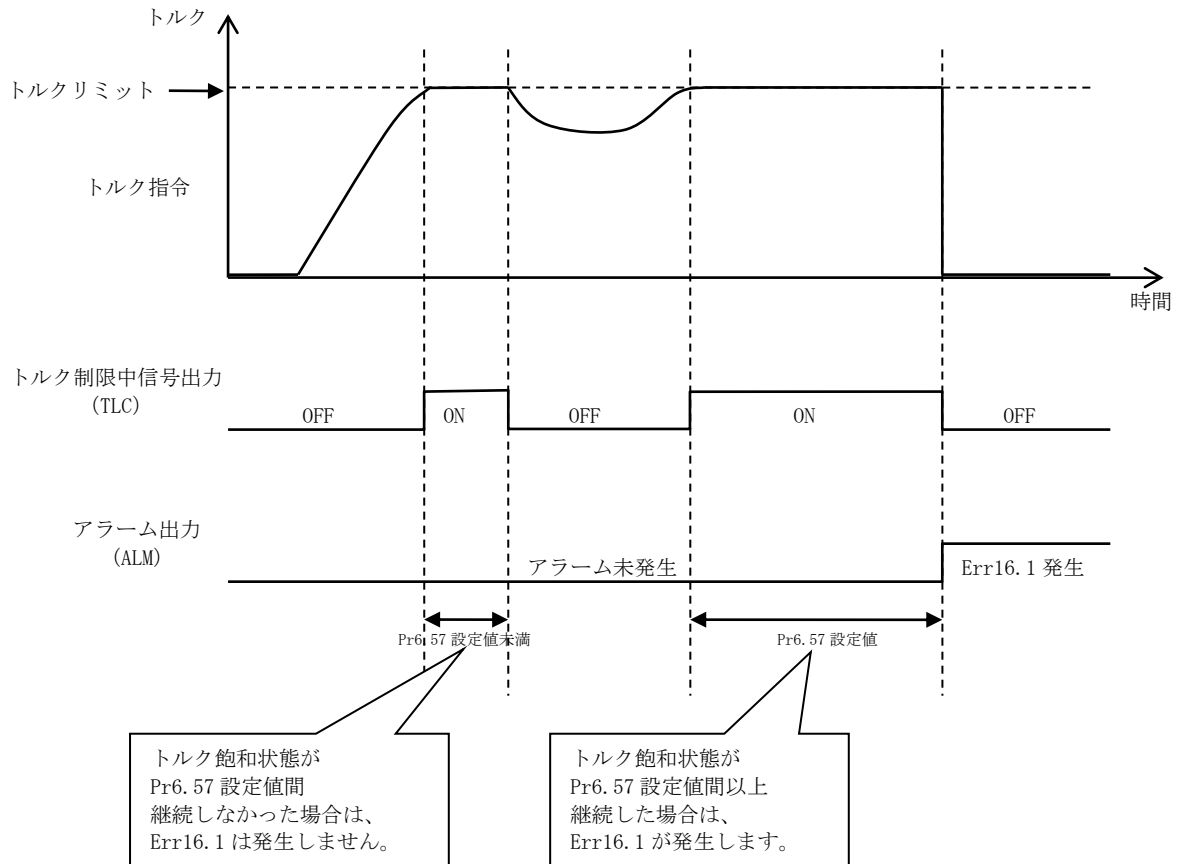 トルク
トルクリミット
トルク指令
時間
トルク制限中信号出力
(TLC)
OFF
ON
OFF
ON
OFF
アラーム出力
(ALM)
アラーム未発生
Err16.1 発生
Pr6.57 設定値未満
Pr6.57 設定値
トルク飽和状態が
Pr6.57 設定値間
継続しなかった場合は、
Err16.1 は発生しません。
トルク飽和状態が
Pr6.57 設定値間以上
継続した場合は、
Err16.1 が発生します。